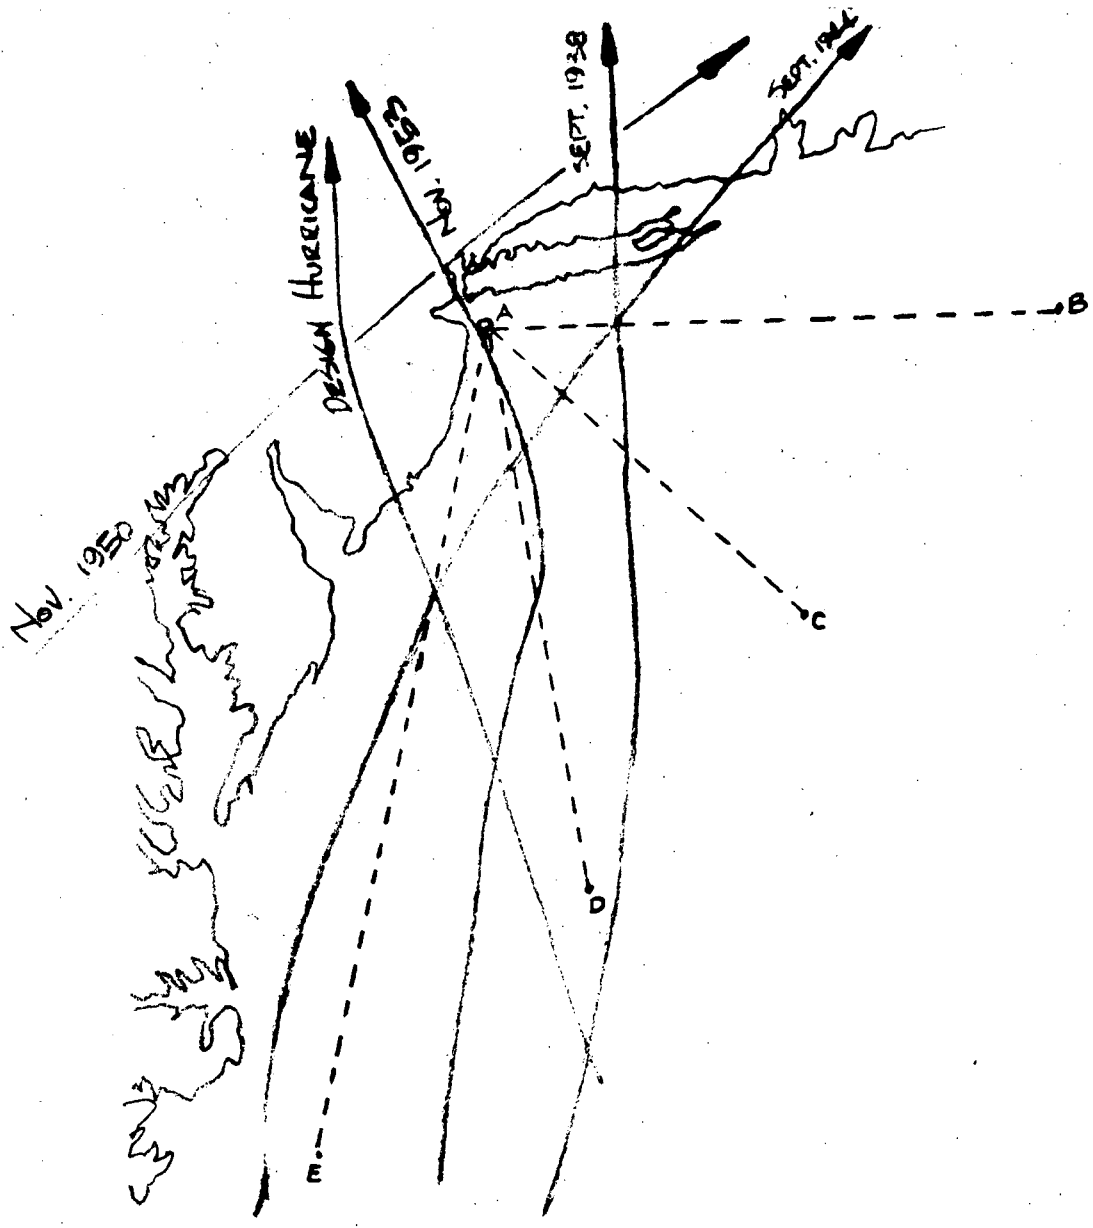 SEPT. 1944
SEPT. 1938
NOV. 1953
DESIGN HURRICANE
A
B
NOV. 1950
C
D
E